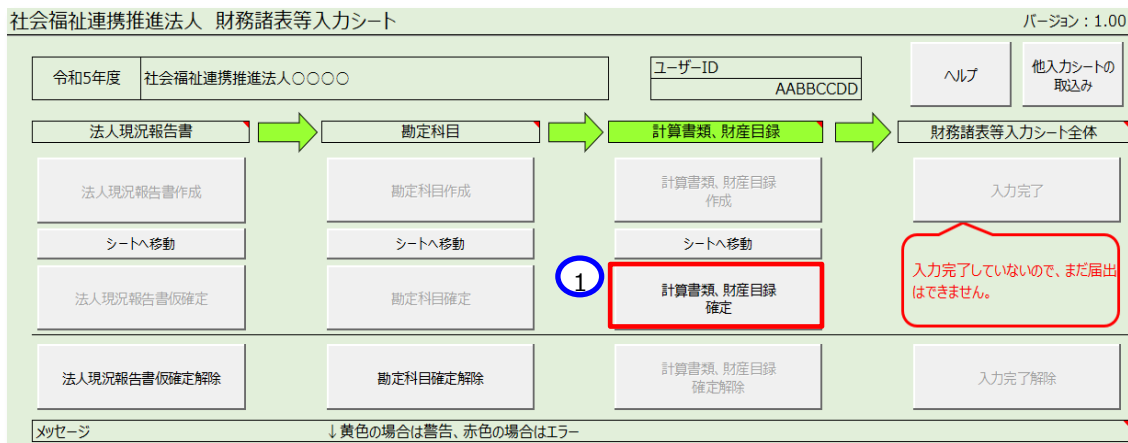 社会福祉連携推進法人　財務諸表等入力シート
バージョン：1.00
令和5年度
社会福祉連携推進法人○○○○
ユーザーID
AABBCCDD
ヘルプ
他入力シートの
取込み
法人現況報告書
勘定科目
計算書類、財産目録
財務諸表等入力シート全体
法人現況報告書作成
勘定科目作成
計算書類、財産目録
作成
入力完了
シートへ移動
シートへ移動
シートへ移動
入力完了していないので、まだ届出
はできません。
法人現況報告書仮確定
勘定科目確定
1
計算書類、財産目録
確定
法人現況報告書仮確定解除
勘定科目確定解除
計算書類、財産目録
確定解除
入力完了解除
メッセージ
↓黄色の場合は警告、赤色の場合はエラー